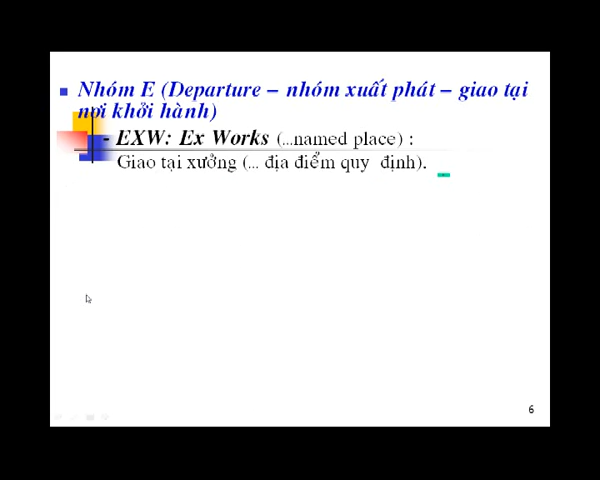 Nhóm E (Departure – nhóm xuất phát – giao tại
nơi khởi hành)
- EXW: Ex Works (...named place) :
Giao tại xưởng (... địa điểm quy định).
6